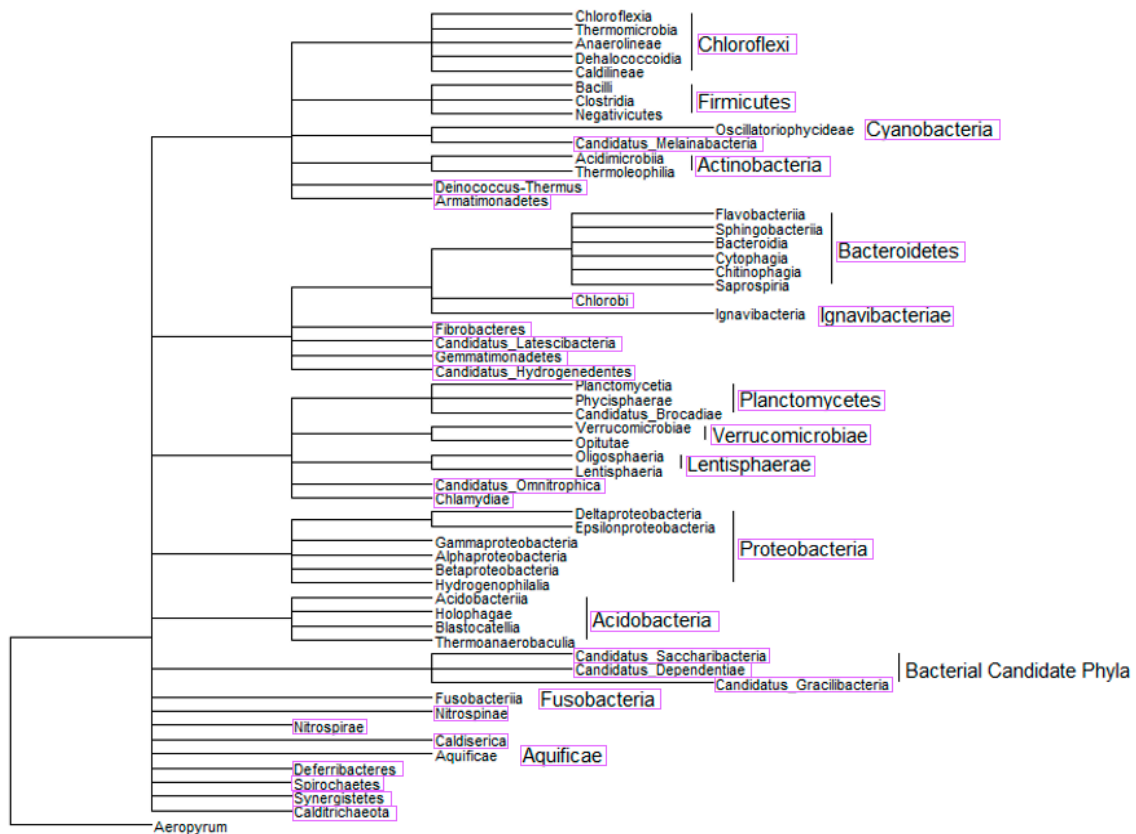 Chloroflexia
Thermomicrobia
Anaerolineae
Chloroflexi
Dehalococcoidia
Caldilineae
Bacilli
Clostridia
Firmicutes
Negativicutes
Oscillatoriophycideae
Cyanobacteria
Candidatus_Melainabacteria
Acidimicrobiia
Thermoleophilia
Actinobacteria
Deinococcus-Thermus
Armatimonadetes
Flavobacteriia
Sphingobacteriia
Bacteroidia
Bacteroidetes
Cytophagia
Chitinophagia
Saprospiria
Chlorobi
Ignavibacteria
Ignavibacteriae
Fibrobacteres
Candidatus_Latescibacteria
Gemmatimonadetes
Candidatus_Hydrogenedentes
Planctomycetia
Phycisphaerae
Planctomycetes
Candidatus_Brocadiae
Verrucomicrobiae
Verrucomicrobiae
Opitutae
Oligosphaeria
Lentisphaerae
Lentisphaeria
Candidatus_Omnitrophica
Chlamydiae
Deltaproteobacteria
Epsilonproteobacteria
Gammaproteobacteria
Proteobacteria
Alphaproteobacteria
Betaproteobacteria
Hydrogenophilalia
Acidobacteriia
Holophagae
Acidobacteria
Blastocatellia
Thermoanaerobaculia
Candidatus_Saccharibacteria
Candidatus_Dependentiae
Bacterial Candidate Phyla
Candidatus_Gracilibacteria
Fusobacteriia
Fusobacteria
Nitrospinae
Nitrospirae
Caldiserica
Aquificae
Aquificae
Deferribacteres
Spirochaetes
Synergistetes
Calditrichaeota
Aeropyrum